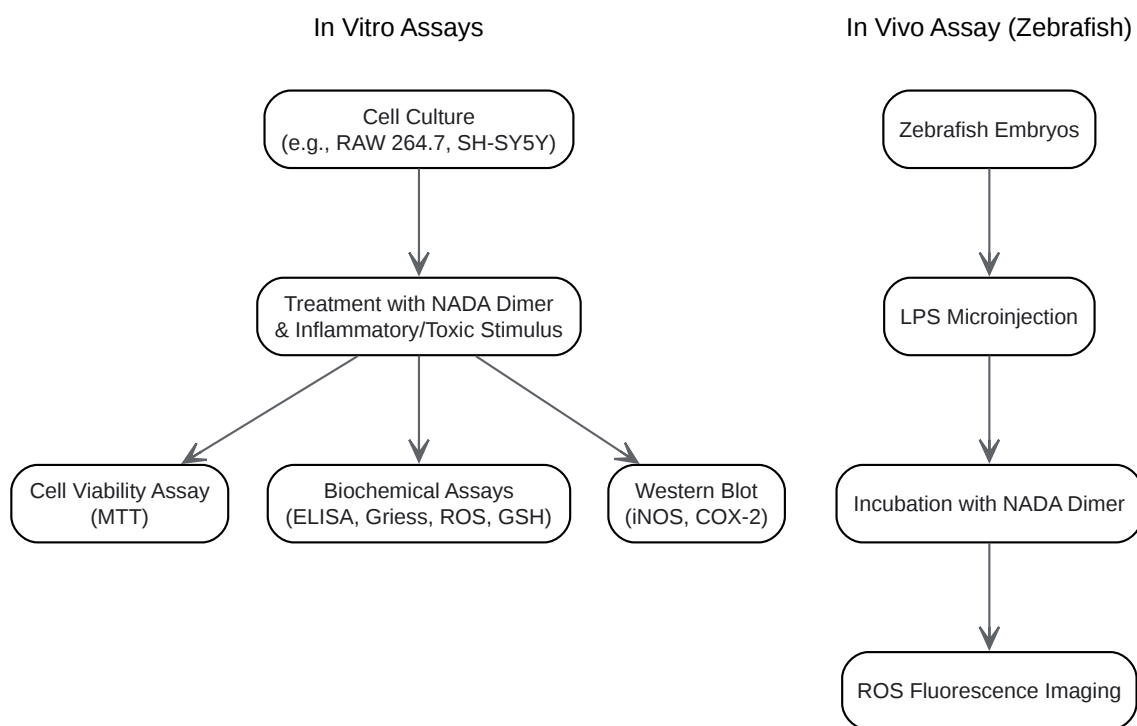 In Vitro Assays
Cell Culture
(e.g., RAW 264.7, SH-SY5Y)
Treatment with NADA Dimer
& Inflammatory/Toxic Stimulus
Cell Viability Assay
(MTT)
Biochemical Assays
(ELISA, Griess, ROS, GSH)
Western Blot
(iNOS, COX-2)
In Vivo Assay (Zebrafish)
Zebrafish Embryos
LPS Microinjection
Incubation with NADA Dimer
ROS Fluorescence Imaging